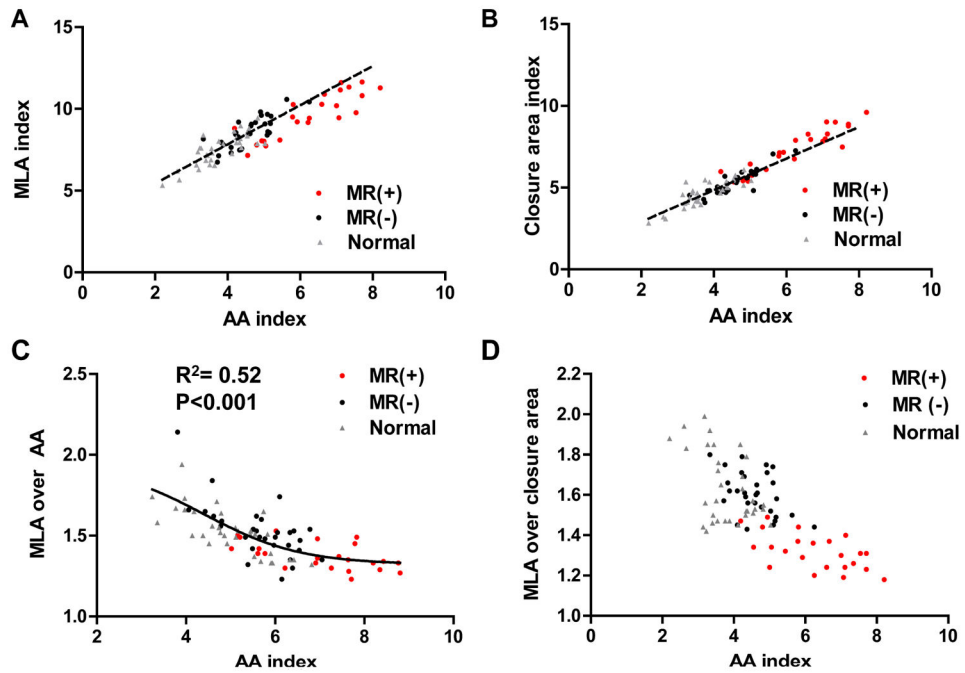 A
MLA index
15
10
5
0
0 2 4 6 8 10
AA index
MR(+)
MR(-)
Normal
B
Closure area index
15
10
5
0
0 2 4 6 8 10
AA index
MR(+)
MR(-)
Normal
C
R²= 0.52
P<0.001
MLA over AA
2.5
2.0
1.5
1.0
2 4 6 8 10
AA index
MR(+)
MR(-)
Normal
D
MLA over closure area
2.2
2.0
1.8
1.6
1.4
1.2
1.0
0 2 4 6 8 10
AA index
MR(+)
MR (-)
Normal